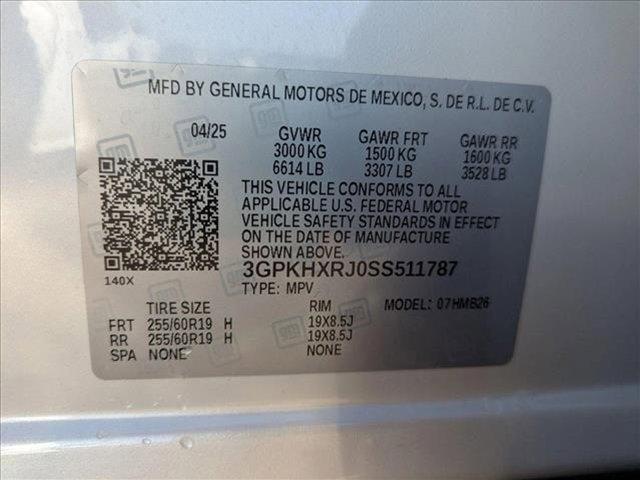 MFD BY GENERAL MOTORS DE MEXICO, S. DE R.L. DE C.V.
04/25 GVWR GAWR FRT GAWR RR
3000 KG 1500 KG 1600 KG
6614 LB 3307 LB 3528 LB
THIS VEHICLE CONFORMS TO ALL
APPLICABLE U.S. FEDERAL MOTOR
VEHICLE SAFETY STANDARDS IN EFFECT
ON THE DATE OF MANUFACTURE
SHOWN ABOVE.
3GPKHXRJ0SS511787
140X TYPE: MPV
TIRE SIZE RIM MODEL: 07HMB26
FRT 255/60R19 H 19X8.5J
RR 255/60R19 H 19X8.5J
SPA NONE NONE